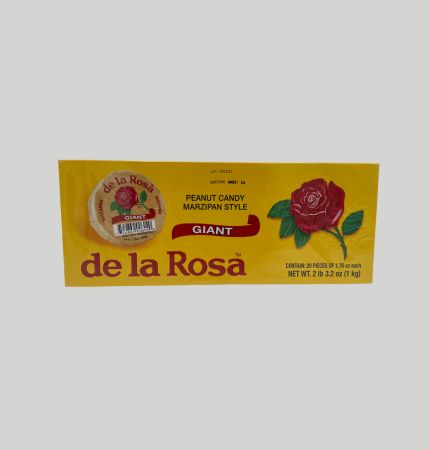 de la Rosa
GIANT
PEANUT CANDY
MARZIPAN STYLE
GIANT
de la Rosa™
CONTAIN: 20 PIECES OF 1.76 oz each
NET WT. 2 lb 3.2 oz (1 kg)